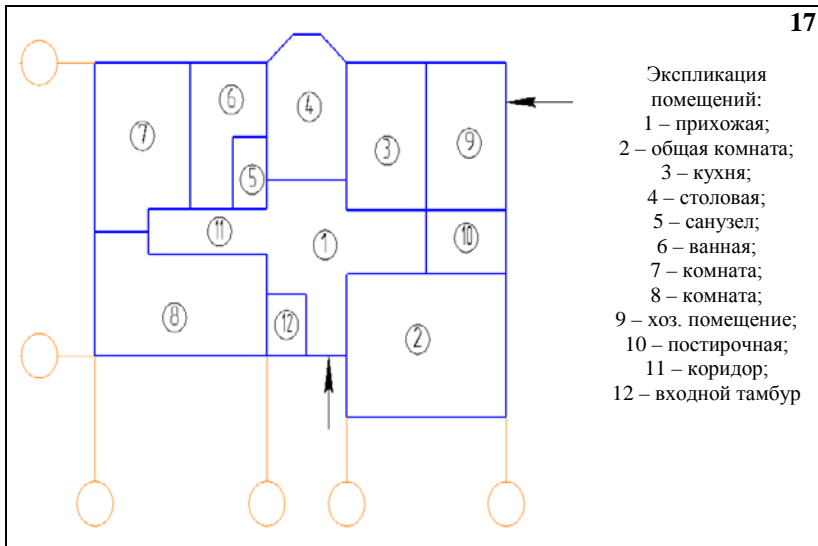 17
Экспликация
помещений:
1 – прихожая;
2 – общая комната;
3 – кухня;
4 – столовая;
5 – санузел;
6 – ванная;
7 – комната;
8 – комната;
9 – хоз. помещение;
10 – постирочная;
11 – коридор;
12 – входной тамбур
6
4
7
3
9
5
11
1
10
8
12
2